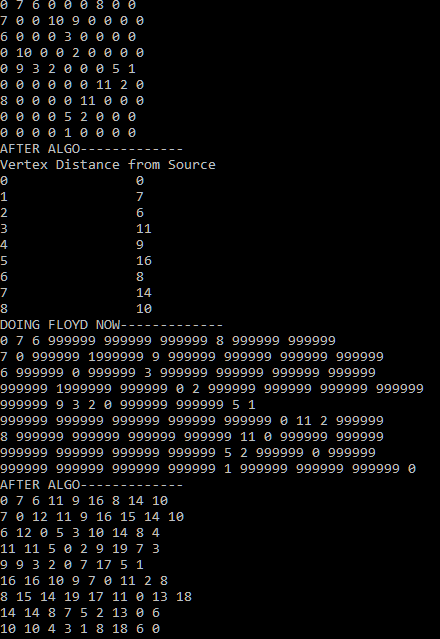 0 7 6 0 0 0 8 0 0
7 0 0 10 9 0 0 0 0
6 0 0 0 3 0 0 0 0
0 10 0 0 2 0 0 0 0
0 9 3 2 0 0 0 5 1
0 0 0 0 0 0 11 2 0
8 0 0 0 0 11 0 0 0
0 0 0 0 5 2 0 0 0
0 0 0 0 1 0 0 0 0
AFTER ALGO-------------
Vertex Distance from Source
0 0
1 7
2 6
3 11
4 9
5 16
6 8
7 14
8 10
DOING FLOYD NOW-------------
0 7 6 999999 999999 999999 8 999999 999999
7 0 999999 1999999 9 999999 999999 999999 999999
6 999999 0 999999 3 999999 999999 999999 999999
999999 1999999 999999 0 2 999999 999999 999999 999999
999999 9 3 2 0 999999 999999 5 1
999999 999999 999999 999999 999999 0 11 2 999999
8 999999 999999 999999 999999 11 0 999999 999999
999999 999999 999999 999999 5 2 999999 0 999999
999999 999999 999999 999999 1 999999 999999 999999 0
AFTER ALGO-------------
0 7 6 11 9 16 8 14 10
7 0 12 11 9 16 15 14 10
6 12 0 5 3 10 14 8 4
11 11 5 0 2 9 19 7 3
9 9 3 2 0 7 17 5 1
16 16 10 9 7 0 11 2 8
8 15 14 19 17 11 0 13 18
14 14 8 7 5 2 13 0 6
10 10 4 3 1 8 18 6 0